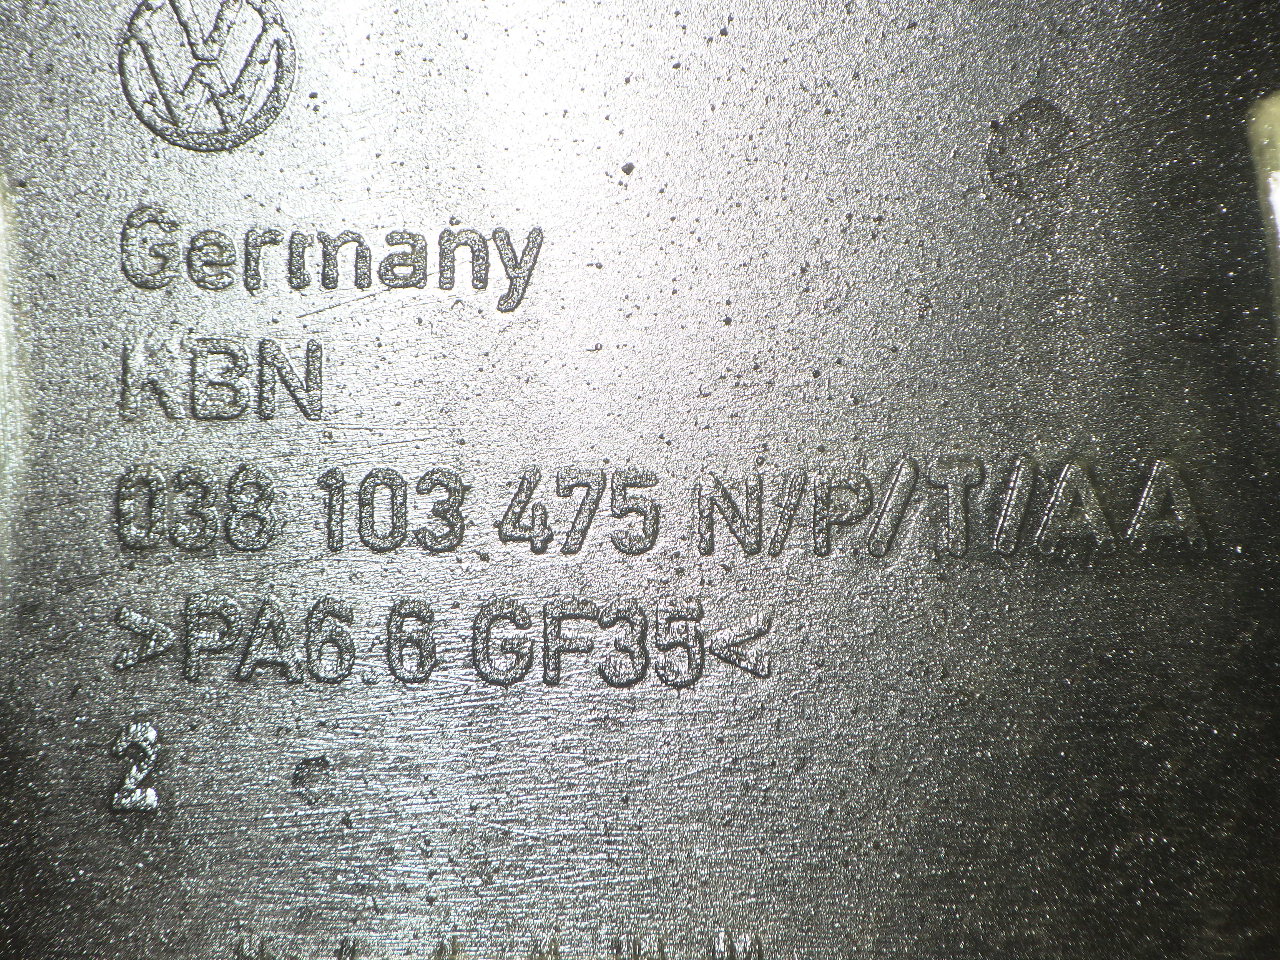 Germany
KBN
038 103 475 N/P/T/AA
>PA6.6 GF35<
2